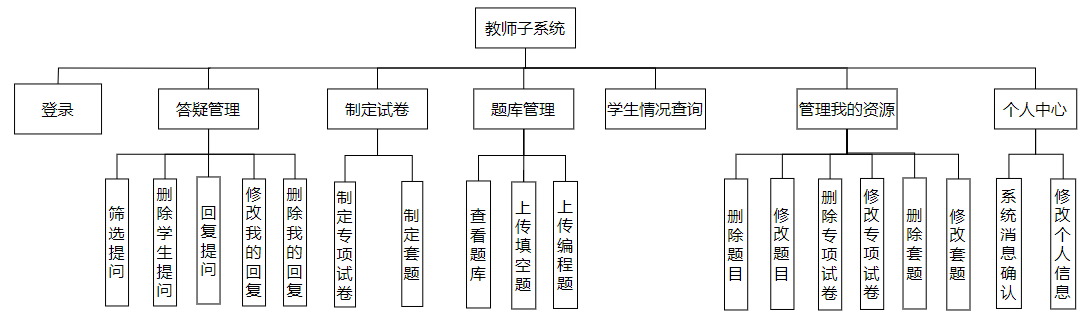 教师子系统
登录
答疑管理
制定试卷
题库管理
学生情况查询
管理我的资源
个人中心
筛选提问
删除学生提问
回复提问
修改我的回复
删除我的回复
制定专项试卷
制定套题
查看题库
上传填空题
上传编程题
删除题目
修改题目
删除专项试卷
修改专项试卷
删除套题
修改套题
系统消息确认
修改个人信息